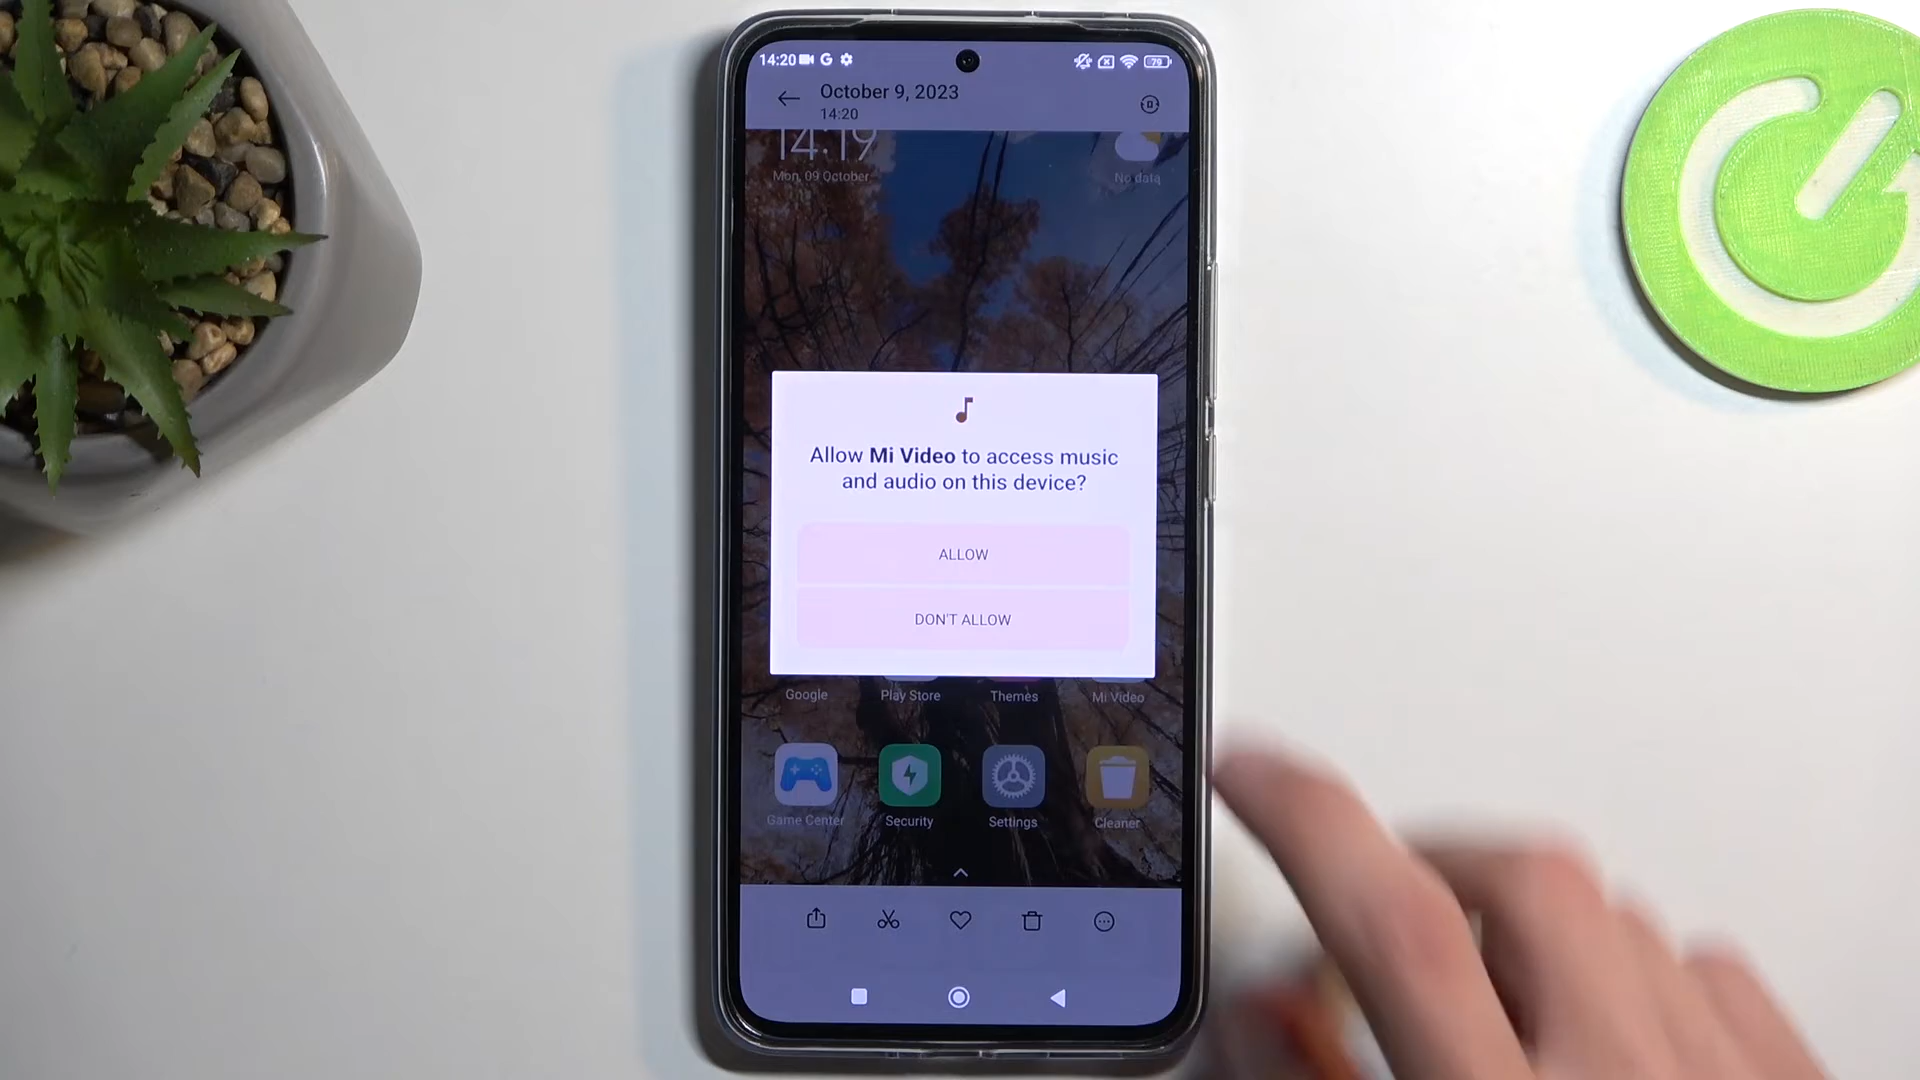 14:20
79
October 9, 2023
14:20
14:19
Mon, 09 October
No data
Allow Mi Video to access music
and audio on this device?
ALLOW
DON'T ALLOW
Google
Play Store
Themes
Mi Video
Game Center
Security
Settings
Cleaner